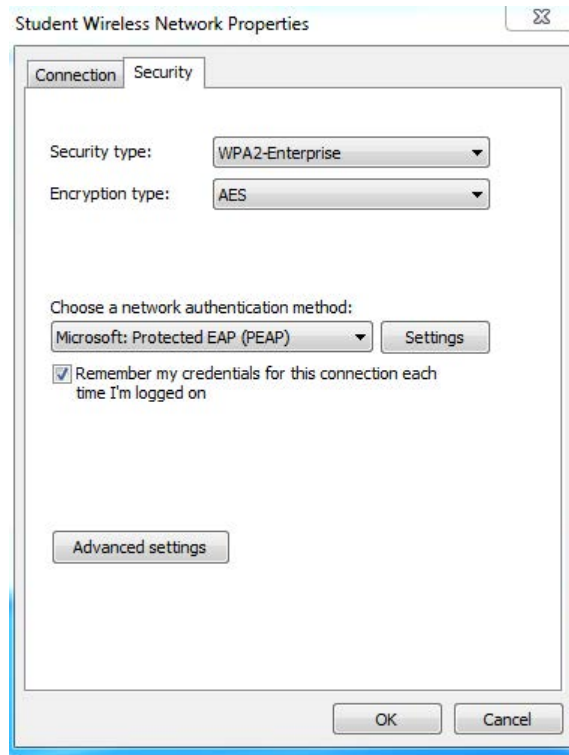 Student Wireless Network Properties
Connection
Security
Security type:
WPA2-Enterprise
Encryption type:
AES
Choose a network authentication method:
Microsoft: Protected EAP (PEAP)
Settings
Remember my credentials for this connection each
time I'm logged on
Advanced settings
OK
Cancel